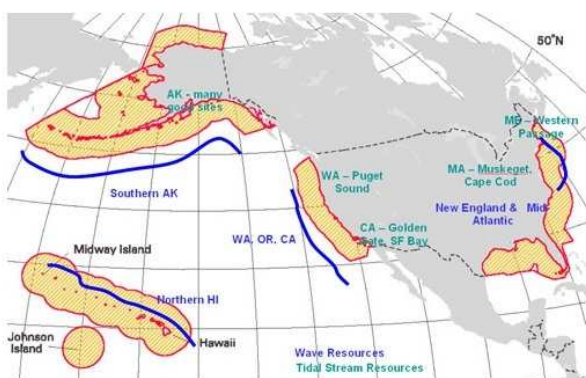 50°N
AK - many
good sites
ME – Western
Passage
WA – Puget
Sound
MA – Muskeget,
Cape Cod
Southern AK
New England & Mid
Atlantic
CA – Golden
Gate, SF Bay
WA, OR, CA
Midway Island
Northern HI
Johnson
Island
Hawaii
Wave Resources
Tidal Stream Resources